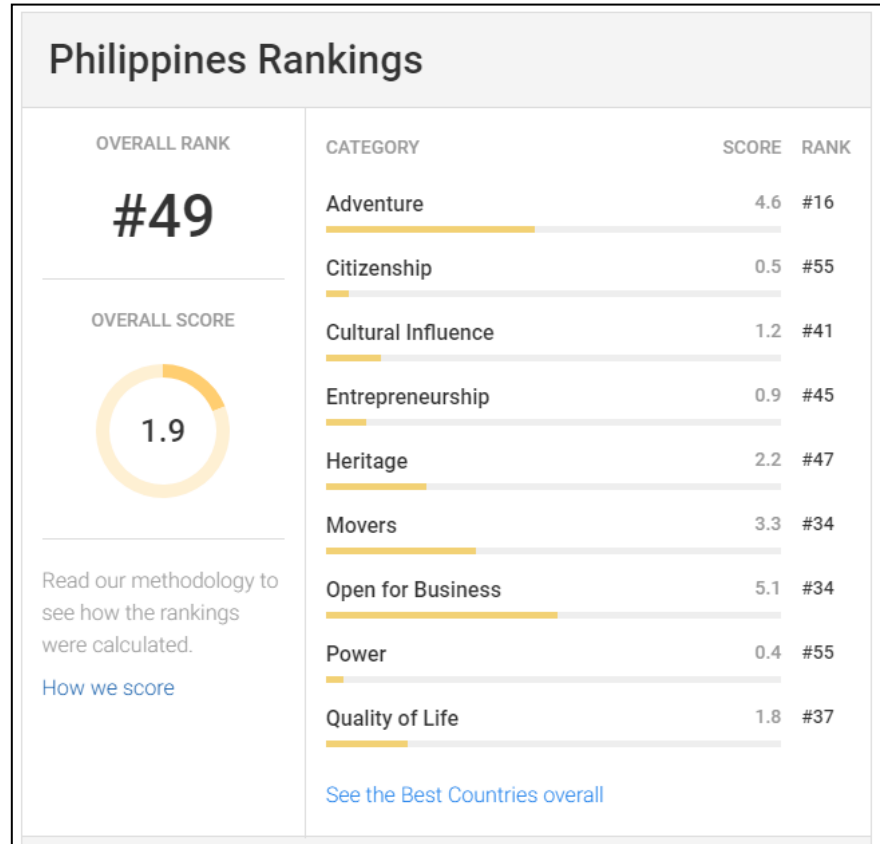 Philippines Rankings
OVERALL RANK
#49
OVERALL SCORE
1.9
Read our methodology to
see how the rankings
were calculated.
How we score
CATEGORY SCORE RANK
Adventure 4.6 #16
Citizenship 0.5 #55
Cultural Influence 1.2 #41
Entrepreneurship 0.9 #45
Heritage 2.2 #47
Movers 3.3 #34
Open for Business 5.1 #34
Power 0.4 #55
Quality of Life 1.8 #37
See the Best Countries overall